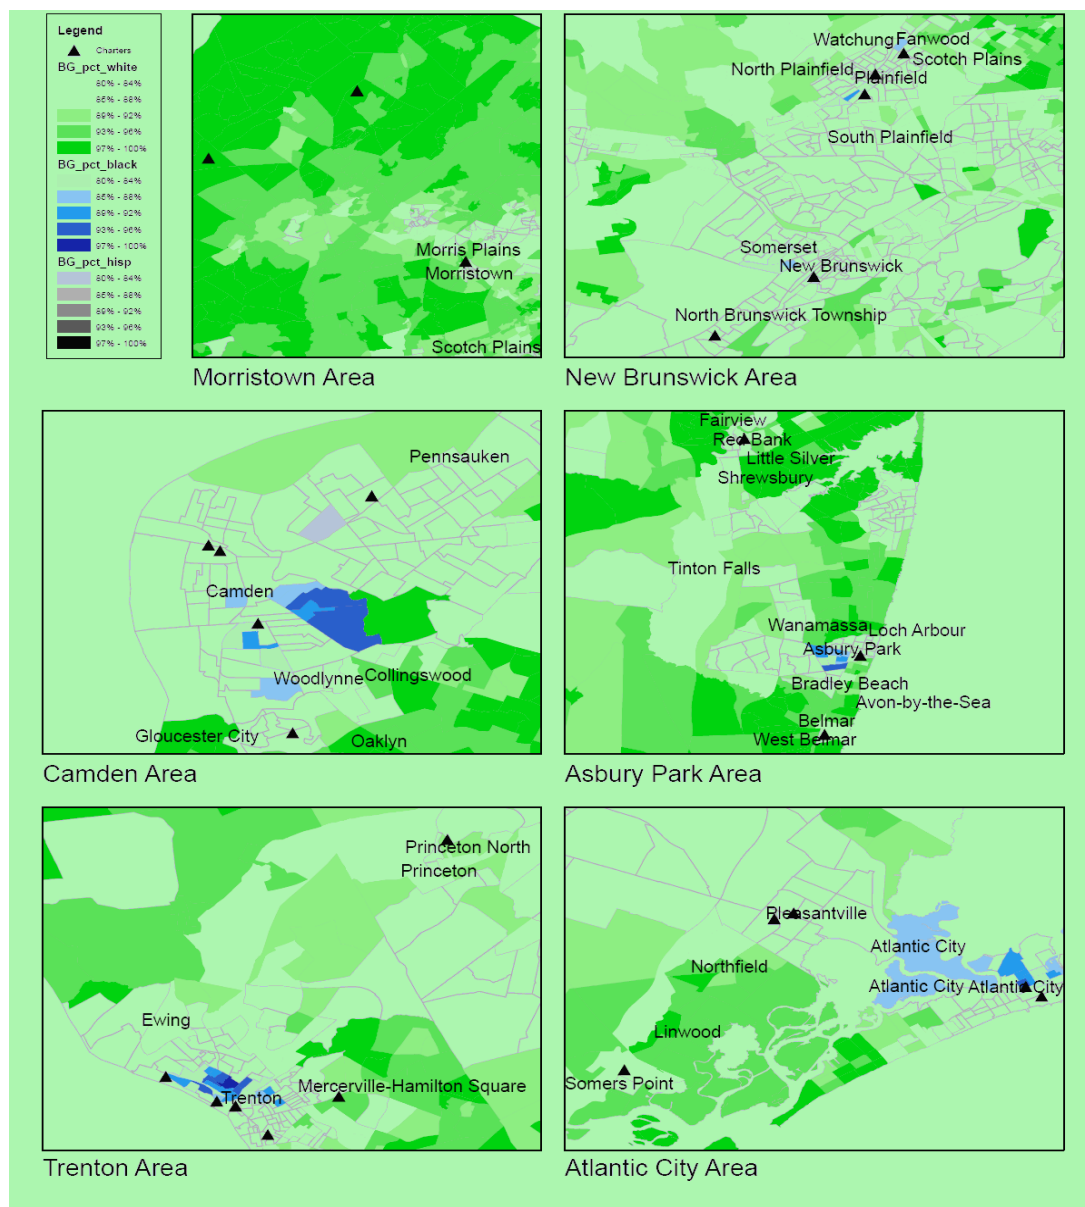 Legend
Charters
BG_pct_white
80% - 84%
85% - 88%
89% - 92%
93% - 96%
97% - 100%
BG_pct_black
80% - 84%
85% - 88%
89% - 92%
93% - 96%
97% - 100%
BG_pct_hisp
80% - 84%
85% - 88%
89% - 92%
93% - 96%
97% - 100%
Morris Plains
Morristown
Scotch Plains
Morristown Area
Watchung
Fanwood
Scotch Plains
North Plainfield
Plainfield
South Plainfield
Somerset
New Brunswick
North Brunswick Township
New Brunswick Area
Pennsauken
Camden
Woodlynne
Collingswood
Gloucester City
Oaklyn
Camden Area
Fairview
Red Bank
Little Silver
Shrewsbury
Tinton Falls
Wanamassa
Loch Arbour
Asbury Park
Bradley Beach
Avon-by-the-Sea
Belmar
West Belmar
Asbury Park Area
Princeton North
Princeton
Ewing
Mercerville-Hamilton Square
Trenton
Trenton Area
Pleasantville
Atlantic City
Northfield
Atlantic City
Atlantic City
Linwood
Somers Point
Atlantic City Area